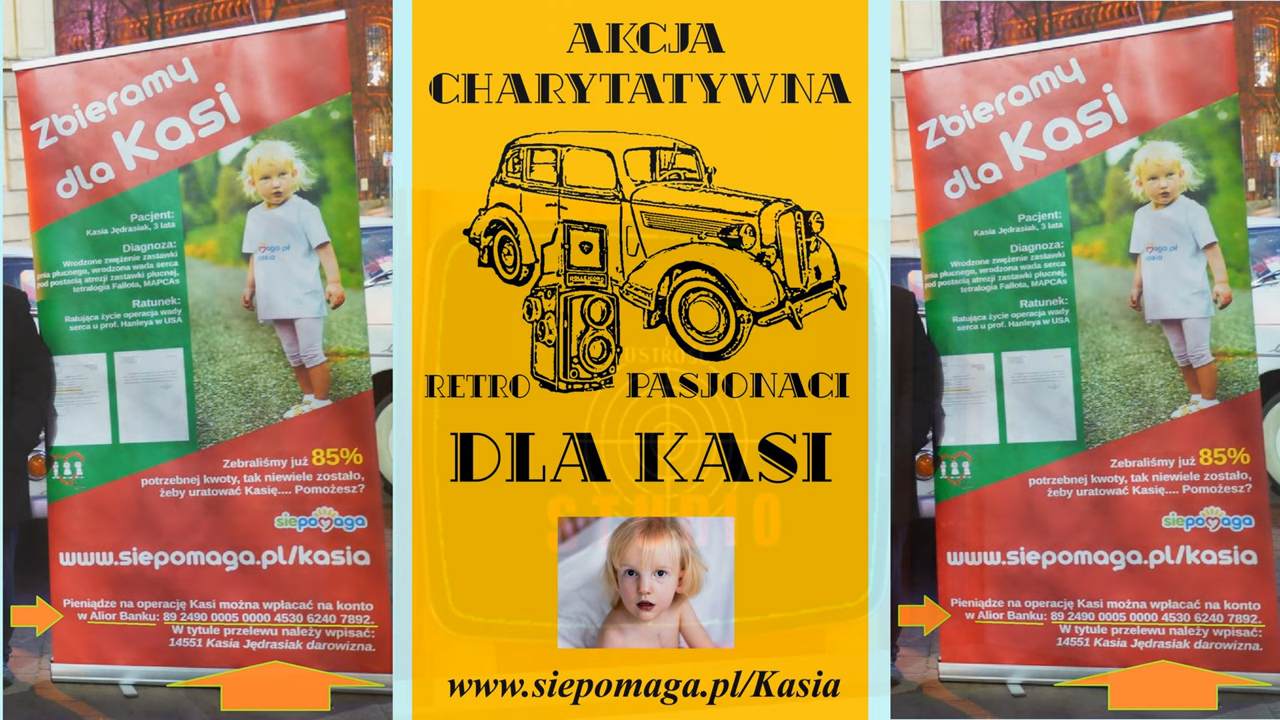 Zbieramy
dla Kasi
Pacjent:
Kasia Jędrasiak, 3 lata
Diagnoza:
Wrodzone zwężenie zastawki
pnia płucnego, wrodzona wada serca
pod postacią atrezji zastawki płucnej,
tetralogia Fallota, MAPCAs
Ratunek:
Ratująca życie operacja wady
serca u prof. Hanleya w USA
Zebraliśmy już 85%
potrzebnej kwoty, tak niewiele zostało,
żeby uratować Kasię.... Pomożesz?
siepomaga
www.siepomaga.pl/kasia
Pieniądze na operację Kasi można wpłacać na konto
w Alior Banku: 89 2490 0005 0000 4530 6240 7892.
W tytule przelewu należy wpisać:
14551 Kasia Jędrasiak darowizna.
AKCJA
CHARYTATYWNA
ROLLEICORD
RETRO PASJONACI
DLA KASI
STUDIO
www.siepomaga.pl/Kasia
Zbieramy
dla Kasi
Pacjent:
Kasia Jędrasiak, 3 lata
Diagnoza:
Wrodzone zwężenie zastawki
pnia płucnego, wrodzona wada serca
pod postacią atrezji zastawki płucnej,
tetralogia Fallota, MAPCAs
Ratunek:
Ratująca życie operacja wady
serca u prof. Hanleya w USA
Zebraliśmy już 85%
potrzebnej kwoty, tak niewiele zostało,
żeby uratować Kasię.... Pomożesz?
siepomaga
www.siepomaga.pl/kasia
Pieniądze na operację Kasi można wpłacać na konto
w Alior Banku: 89 2490 0005 0000 4530 6240 7892.
W tytule przelewu należy wpisać:
14551 Kasia Jędrasiak darowizna.